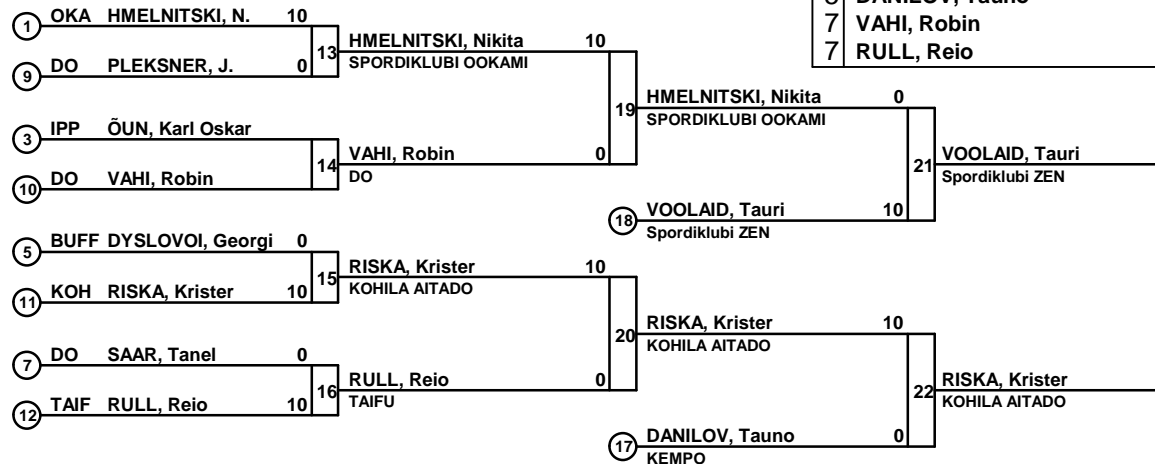 1 OKA HMELNITSKI, N. 10
9 DO PLEKSNER, J. 0
13 HMELNITSKI, Nikita 10
SPORDIKLUBI OOKAMI
3 IPP ÕUN, Karl Oskar
10 DO VAHI, Robin
14 VAHI, Robin 0
DO
19 HMELNITSKI, Nikita 0
SPORDIKLUBI OOKAMI
18 VOOLAID, Tauri 10
Spordiklubi ZEN
21 VOOLAID, Tauri
Spordiklubi ZEN
5 BUFF DYSLOVOI, Georgi 0
11 KOH RISKA, Krister 10
15 RISKA, Krister 10
KOHILA AITADO
7 DO SAAR, Tanel 0
12 TAIF RULL, Reio 10
16 RULL, Reio 0
TAIFU
20 RISKA, Krister 10
KOHILA AITADO
17 DANILOV, Tauno 0
KEMPO
22 RISKA, Krister
KOHILA AITADO
DANILOV, Tauno
7 VAHI, Robin
7 RULL, Reio